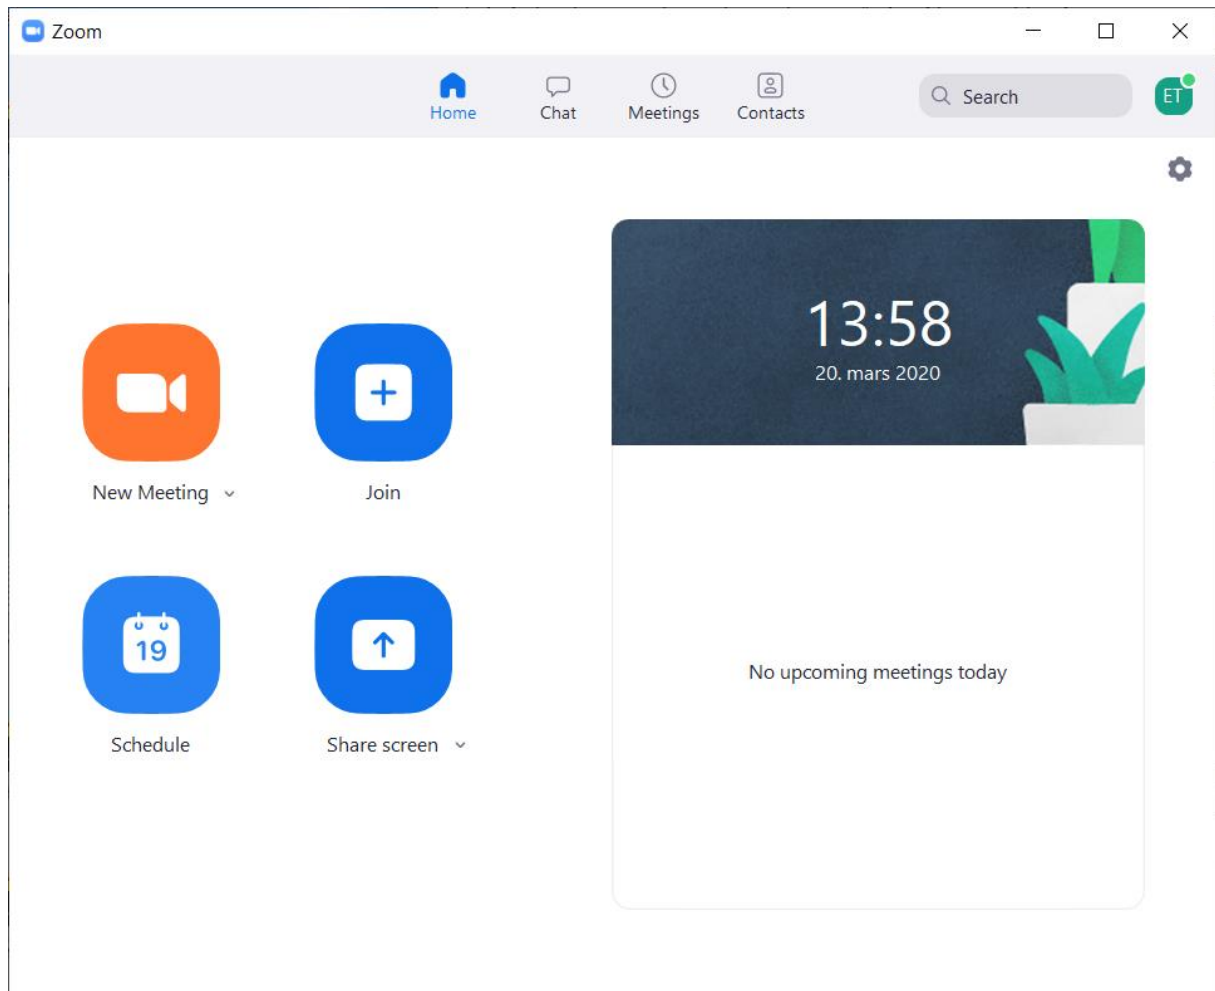 Zoom
Home
Chat
Meetings
Contacts
Search
ET
13:58
20. mars 2020
New Meeting
Join
19
Schedule
Share screen
No upcoming meetings today